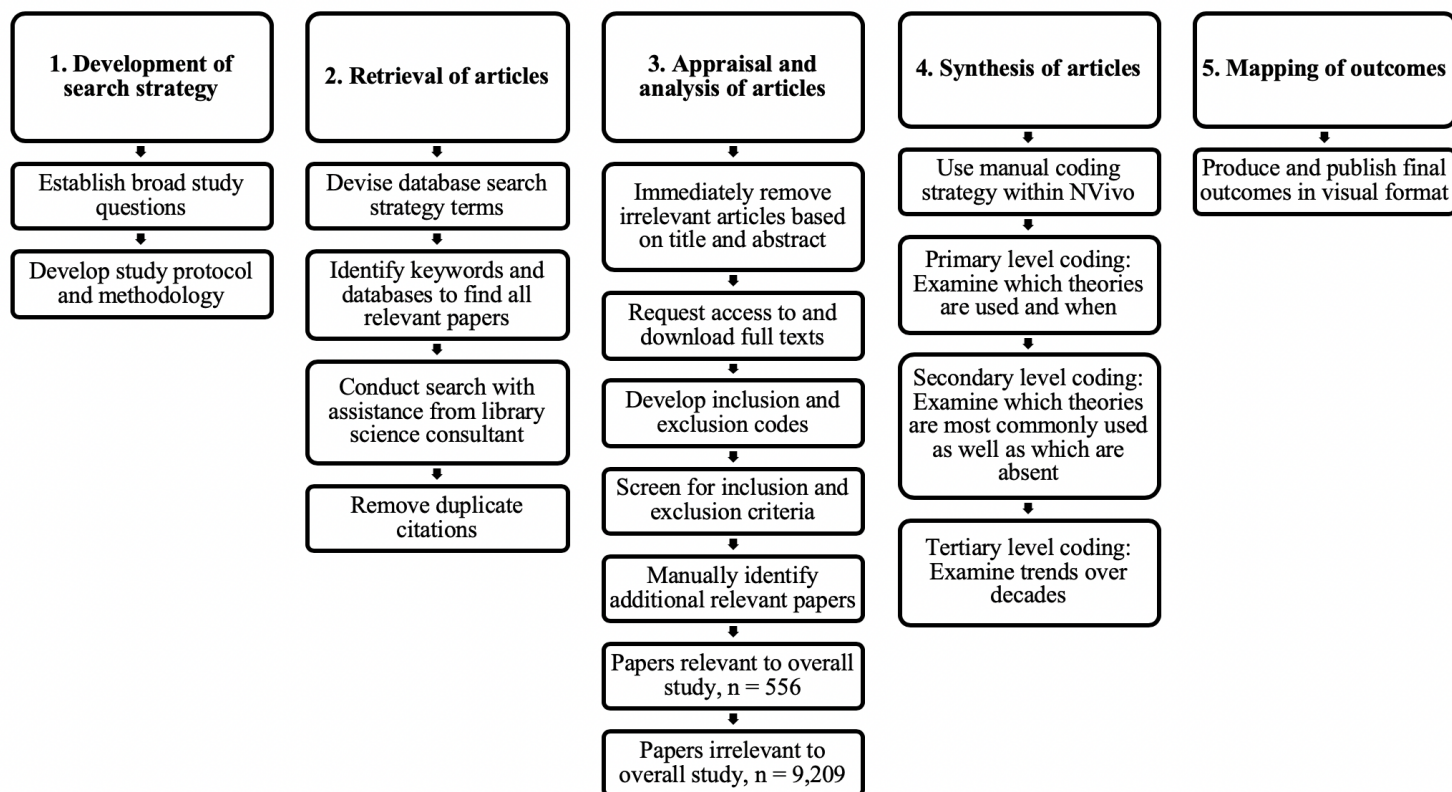 1. Development of
search strategy
Establish broad study
questions
Develop study protocol
and methodology
2. Retrieval of articles
Devise database search
strategy terms
Identify keywords and
databases to find all
relevant papers
Conduct search with
assistance from library
science consultant
Remove duplicate
citations
3. Appraisal and
analysis of articles
Immediately remove
irrelevant articles based
on title and abstract
Request access to and
download full texts
Develop inclusion and
exclusion codes
Screen for inclusion and
exclusion criteria
Manually identify
additional relevant papers
Papers relevant to overall
study, n = 556
Papers irrelevant to
overall study, n = 9,209
4. Synthesis of articles
Use manual coding
strategy within NVivo
Primary level coding:
Examine which theories
are used and when
Secondary level coding:
Examine which theories
are most commonly used
as well as which are
absent
Tertiary level coding:
Examine trends over
decades
5. Mapping of outcomes
Produce and publish final
outcomes in visual format